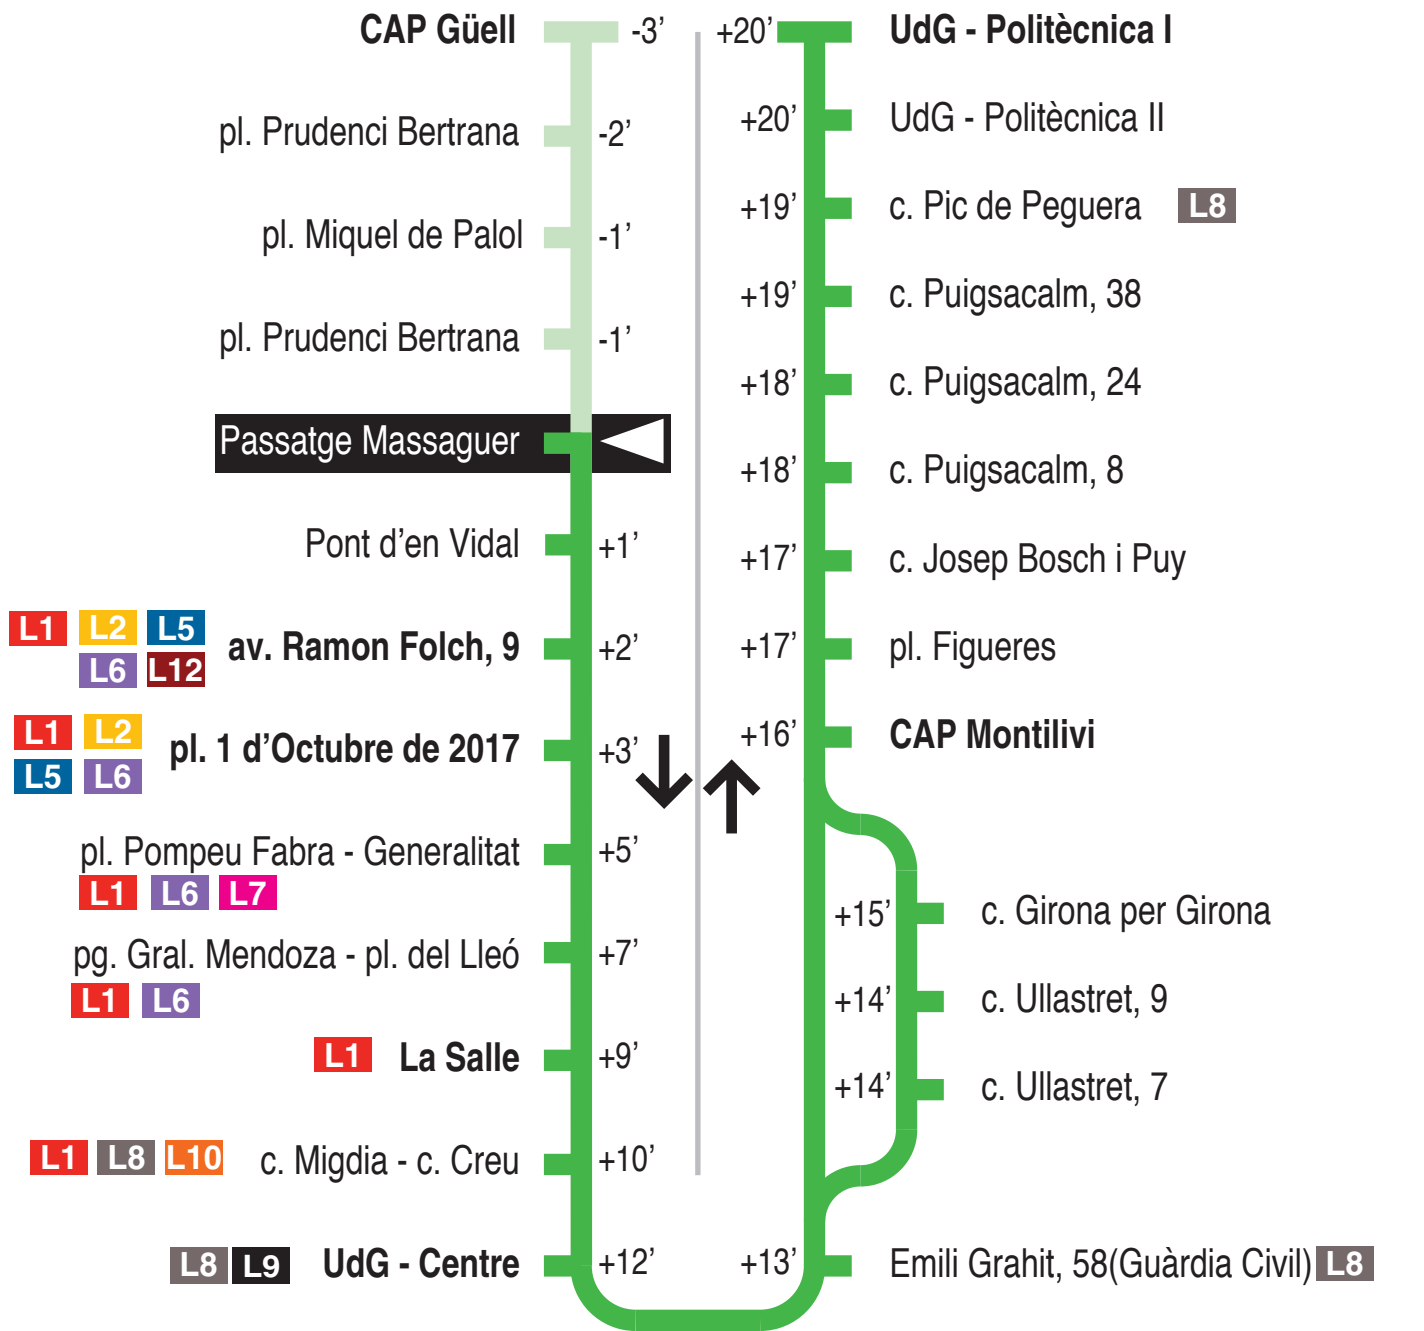 CAP Güell -3’
pl. Prudenci Bertrana -2’
pl. Miquel de Palol -1’
pl. Prudenci Bertrana -1’
Passatge Massaguer
Pont d’en Vidal +1’
L1 L2 L5
av. Ramon Folch, 9 +2’
L6 L12
L1 L2
pl. 1 d’Octubre de 2017 +3’
L5 L6
pl. Pompeu Fabra - Generalitat +5’
L1 L6 L7
pg. Gral. Mendoza - pl. del Lleó +7’
L1 L6
L1 La Salle +9’
L1 L8 L10 c. Migdia - c. Creu +10’
L8 L9 UdG - Centre +12’
+20’ UdG - Politècnica I
+20’ UdG - Politècnica II
+19’ c. Pic de Peguera L8
+19’ c. Puigsacalm, 38
+18’ c. Puigsacalm, 24
+18’ c. Puigsacalm, 8
+17’ c. Josep Bosch i Puy
+17’ pl. Figueres
+16’ CAP Montilivi
+15’ c. Girona per Girona
+14’ c. Ullastret, 9
+14’ c. Ullastret, 7
+13’ Emili Grahit, 58(Guàrdia Civil) L8